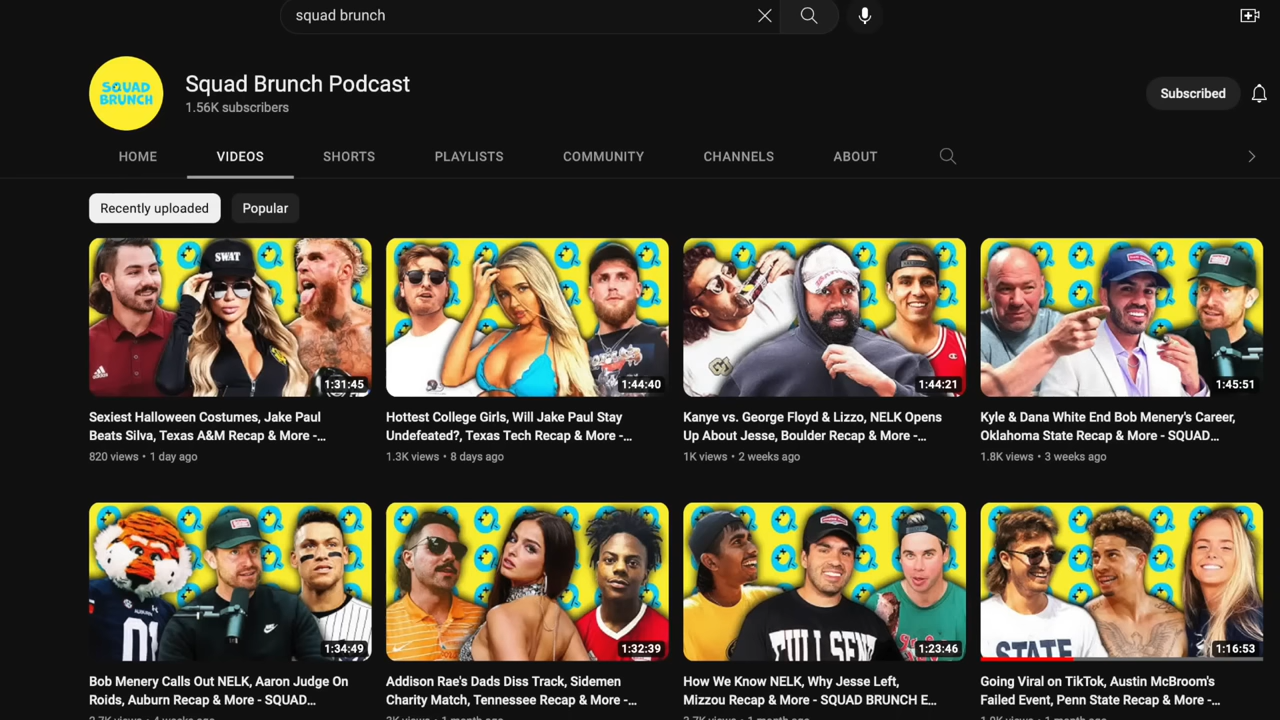 squad brunch
SQUAD
BRUNCH
Squad Brunch Podcast
1.56K subscribers
Subscribed
HOME
VIDEOS
SHORTS
PLAYLISTS
COMMUNITY
CHANNELS
ABOUT
Recently uploaded
Popular
SWAT
1:31:45
1:44:40
1:44:21
1:45:51
Sexiest Halloween Costumes, Jake Paul
Beats Silva, Texas A&M Recap & More -...
820 views • 1 day ago
Hottest College Girls, Will Jake Paul Stay
Undefeated?, Texas Tech Recap & More -...
1.3K views • 8 days ago
Kanye vs. George Floyd & Lizzo, NELK Opens
Up About Jesse, Boulder Recap & More -...
1K views • 2 weeks ago
Kyle & Dana White End Bob Menery's Career,
Oklahoma State Recap & More - SQUAD...
1.8K views • 3 weeks ago
01
1:34:49
1:32:39
FULL SEND
1:23:46
STATE
1:16:53
Bob Menery Calls Out NELK, Aaron Judge On
Roids, Auburn Recap & More - SQUAD...
Addison Rae's Dads Diss Track, Sidemen
Charity Match, Tennessee Recap & More -...
How We Know NELK, Why Jesse Left,
Mizzou Recap & More - SQUAD BRUNCH E...
Going Viral on TikTok, Austin McBroom's
Failed Event, Penn State Recap & More -...